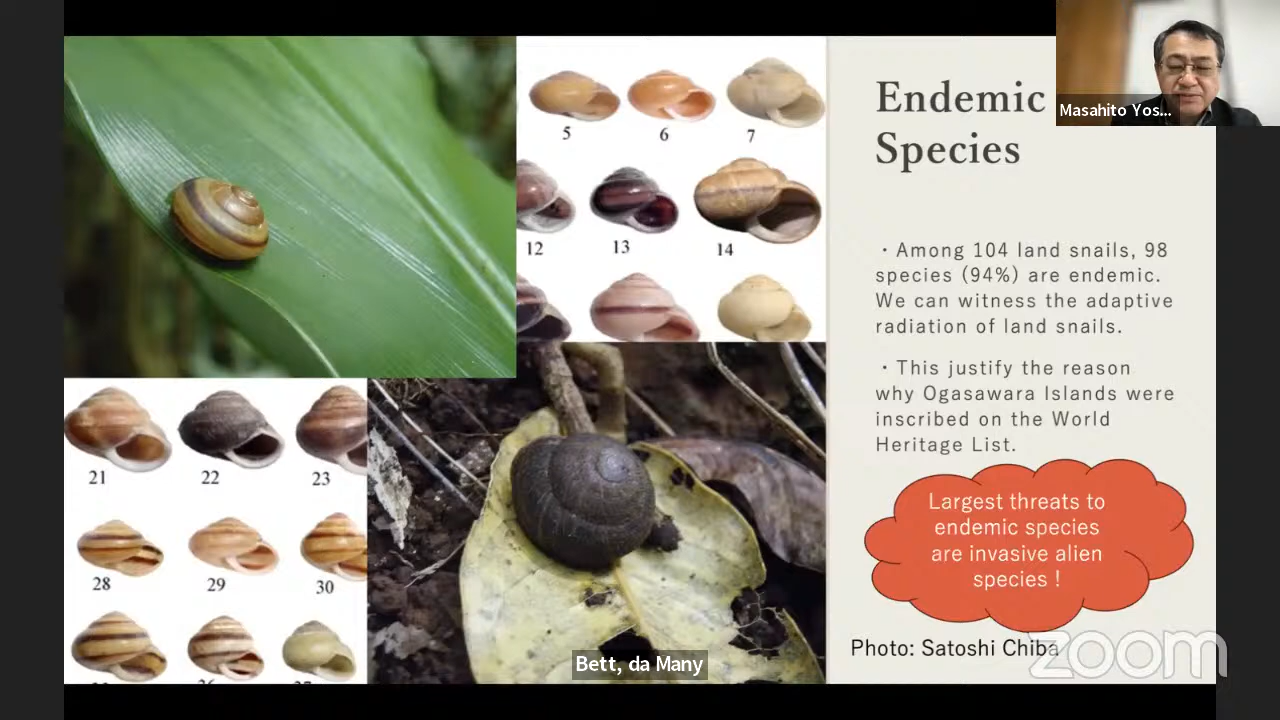 5 6 7
12 13 14
21 22 23
28 29 30
Endemic
Species
Masahito Yos...
・Among 104 land snails, 98
species (94%) are endemic.
We can witness the adaptive
radiation of land snails.
・This justify the reason
why Ogasawara Islands were
inscribed on the World
Heritage List.
Largest threats to
endemic species
are invasive alien
species !
Photo: Satoshi Chiba
zoom
Bett, da Many